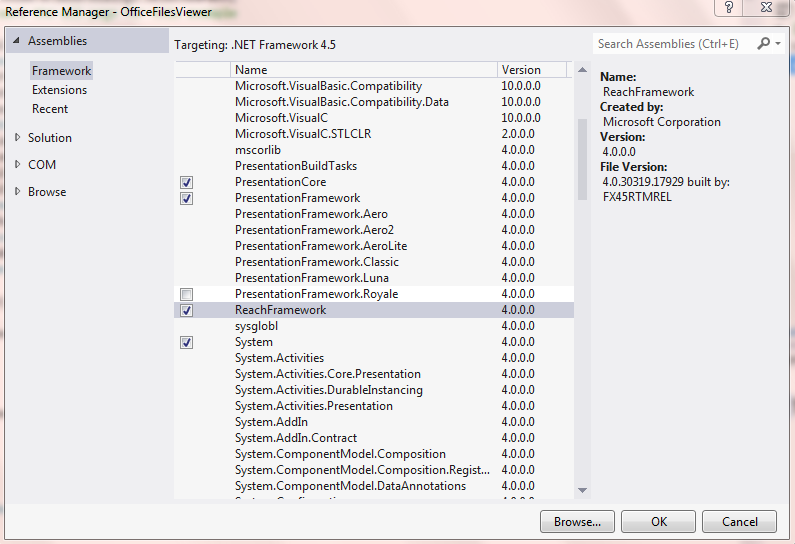 Reference Manager - OfficeFilesViewer
?
Assemblies
Framework
Extensions
Recent
Solution
COM
Browse
Targeting: .NET Framework 4.5
Search Assemblies (Ctrl+E)
Name Version
Microsoft.VisualBasic.Compatibility 10.0.0.0
Microsoft.VisualBasic.Compatibility.Data 10.0.0.0
Microsoft.VisualC 10.0.0.0
Microsoft.VisualC.STLCLR 2.0.0.0
mscorlib 4.0.0.0
PresentationBuildTasks 4.0.0.0
PresentationCore 4.0.0.0
PresentationFramework 4.0.0.0
PresentationFramework.Aero 4.0.0.0
PresentationFramework.Aero2 4.0.0.0
PresentationFramework.AeroLite 4.0.0.0
PresentationFramework.Classic 4.0.0.0
PresentationFramework.Luna 4.0.0.0
PresentationFramework.Royale 4.0.0.0
ReachFramework 4.0.0.0
sysglobl 4.0.0.0
System 4.0.0.0
System.Activities 4.0.0.0
System.Activities.Core.Presentation 4.0.0.0
System.Activities.DurableInstancing 4.0.0.0
System.Activities.Presentation 4.0.0.0
System.AddIn 4.0.0.0
System.AddIn.Contract 4.0.0.0
System.ComponentModel.Composition 4.0.0.0
System.ComponentModel.Composition.Regist... 4.0.0.0
System.ComponentModel.DataAnnotations 4.0.0.0
Name:
ReachFramework
Created by:
Microsoft Corporation
Version:
4.0.0.0
File Version:
4.0.30319.17929 built by:
FX45RTMREL
Browse... OK Cancel